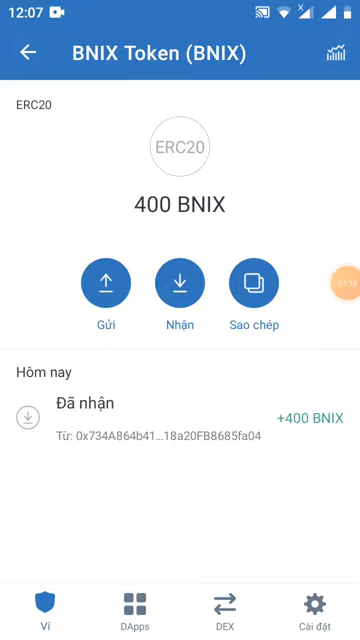 12:07
BNIX Token (BNIX)
ERC20
ERC20
400 BNIX
Gửi
Nhận
Sao chép
Hôm nay
Đã nhận
+400 BNIX
Từ: 0x734A864b41...18a20FB8685fa04
Ví
DApps
DEX
Cài đặt